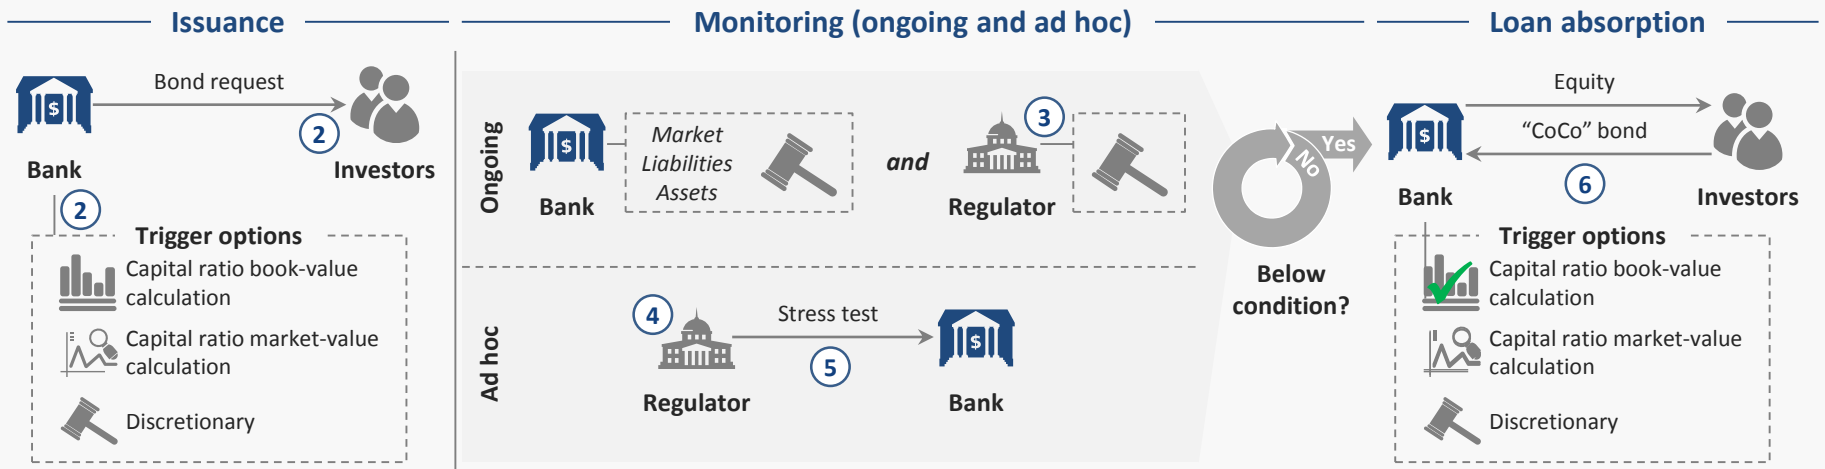 Issuance
Bond request
$
2
Bank
Investors
2
Trigger options
Capital ratio book-value
calculation
Capital ratio market-value
calculation
Discretionary
Monitoring (ongoing and ad hoc)
Ongoing
$
Bank
Market
Liabilities
Assets
and
3
Regulator
Ad hoc
4
Regulator
Stress test
5
$
Bank
No
Yes
Below
condition?
Loan absorption
Equity
"CoCo" bond
$
6
Bank
Investors
Trigger options
Capital ratio book-value
calculation
Capital ratio market-value
calculation
Discretionary